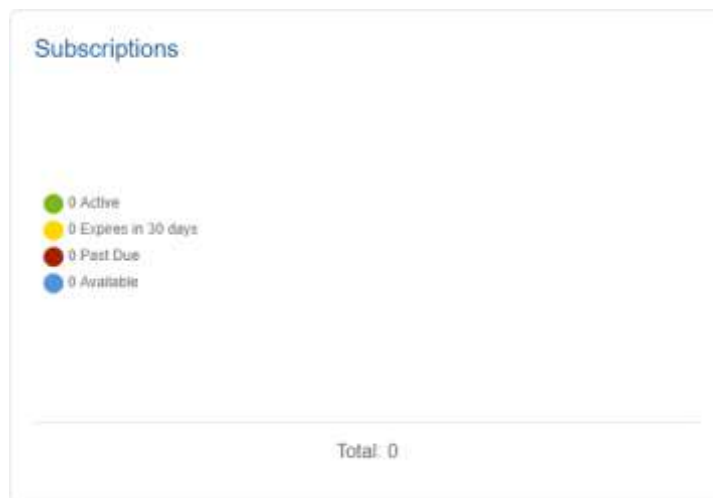 Subscriptions
0 Active
0 Expires in 30 days
0 Past Due
0 Available
Total: 0